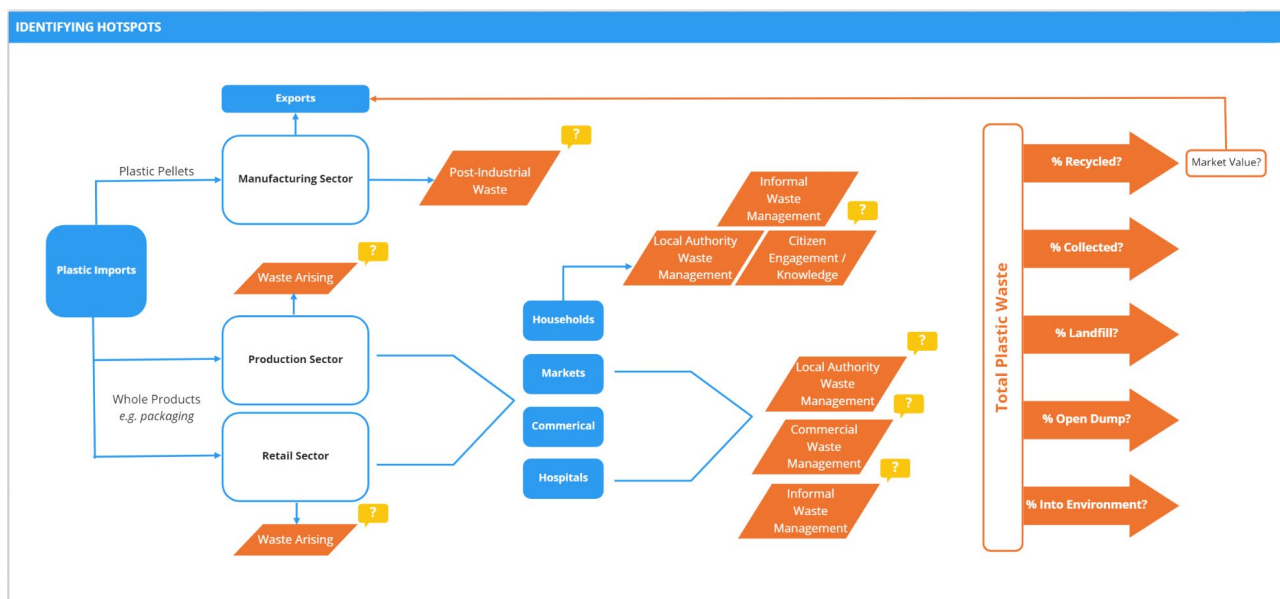 IDENTIFYING HOTSPOTS
Exports
Plastic Pellets
Manufacturing Sector
?
Post-Industrial
Waste
Plastic Imports
?
Waste Arising
Production Sector
Whole Products
e.g. packaging
Retail Sector
?
Waste Arising
Informal
Waste
Management
?
Local Authority
Waste
Management
Citizen
Engagement /
Knowledge
Households
Markets
Commerical
Hospitals
?
Local Authority
Waste
Management
?
Commercial
Waste
Management
?
Informal
Waste
Management
Total Plastic Waste
% Recycled?
Market Value?
% Collected?
% Landfill?
% Open Dump?
% Into Environment?